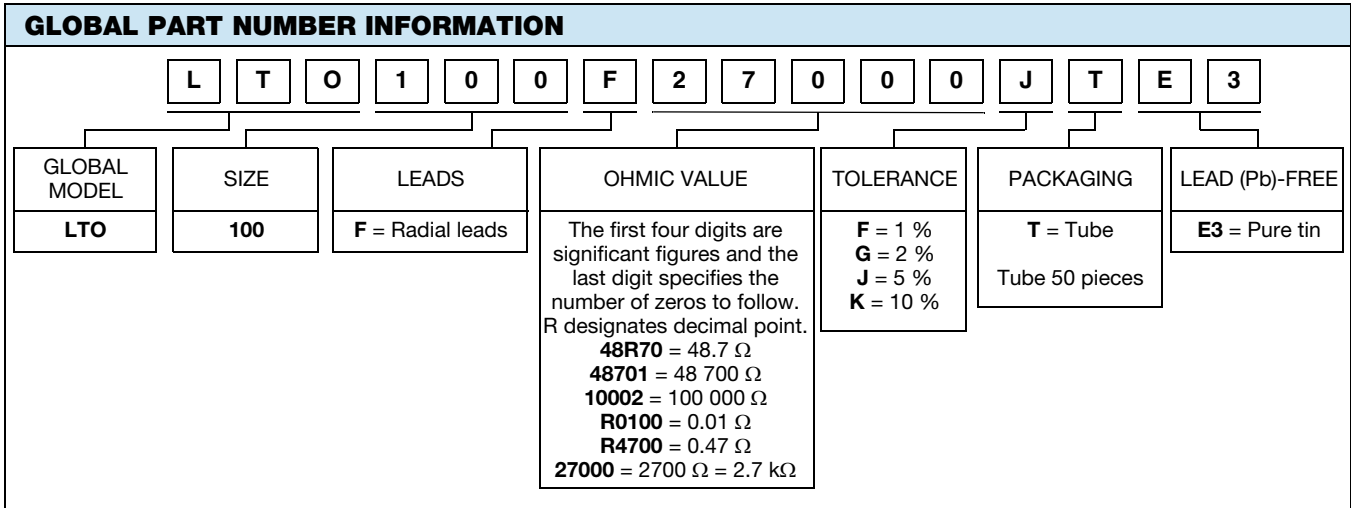 GLOBAL PART NUMBER INFORMATION
L T O 1 0 0 F 2 7 0 0 0 J T E 3
GLOBAL
MODEL
LTO
SIZE
100
LEADS
F = Radial leads
OHMIC VALUE
The first four digits are
significant figures and the
last digit specifies the
number of zeros to follow.
R designates decimal point.
48R70 = 48.7 Ω
48701 = 48 700 Ω
10002 = 100 000 Ω
R0100 = 0.01 Ω
R4700 = 0.47 Ω
27000 = 2700 Ω = 2.7 kΩ
TOLERANCE
F = 1 %
G = 2 %
J = 5 %
K = 10 %
PACKAGING
T = Tube
Tube 50 pieces
LEAD (Pb)-FREE
E3 = Pure tin